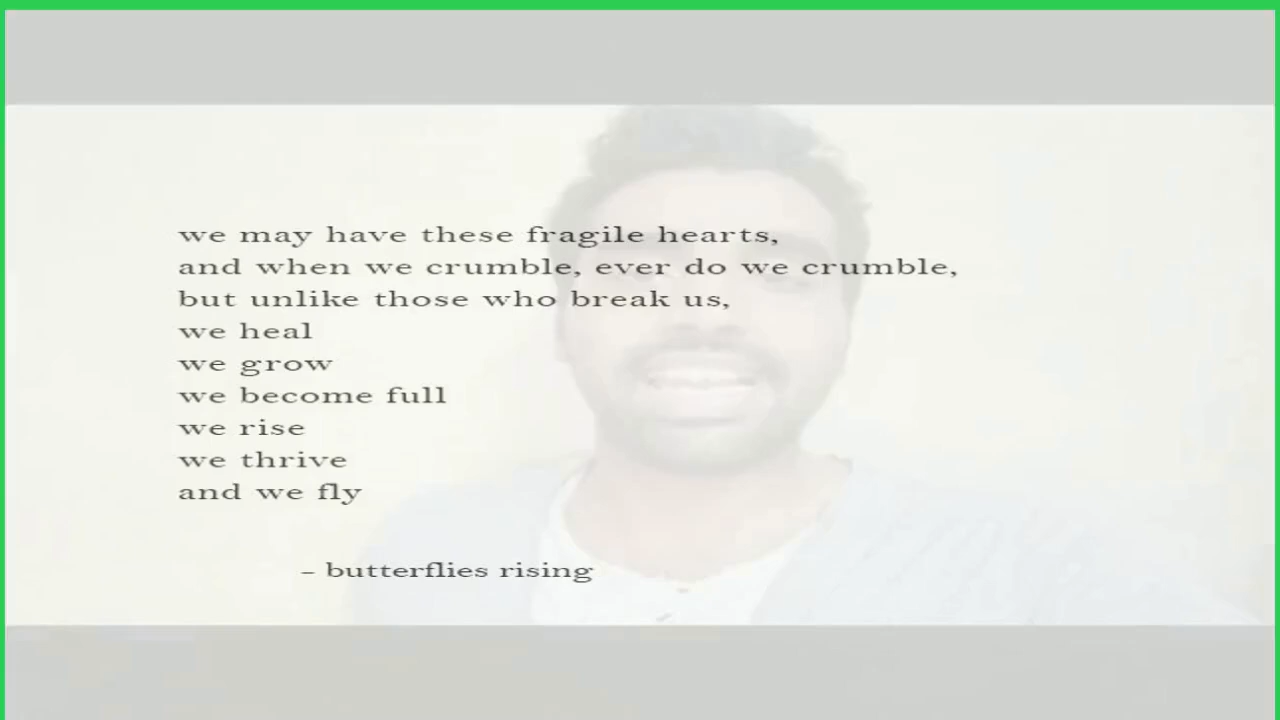 we may have these fragile hearts,
and when we crumble, ever do we crumble,
but unlike those who break us,
we heal
we grow
we become full
we rise
we thrive
and we fly
– butterflies rising